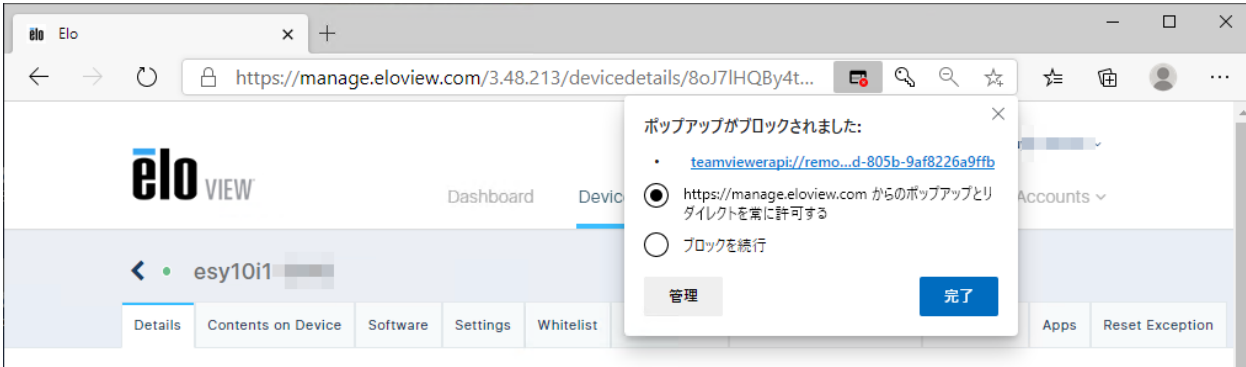 elo Elo
https://manage.eloview.com/3.48.213/devicedetails/8oJ7lHQBy4t...
ポップアップがブロックされました:
・ teamviewerapi://remo...d-805b-9af8226a9ffb
https://manage.eloview.com からのポップアップとリ
ダイレクトを常に許可する
ブロックを続行
管理 完了
ēlo VIEW
Dashboard Devic Accounts
esy10i1
Details Contents on Device Software Settings Whitelist Apps Reset Exception